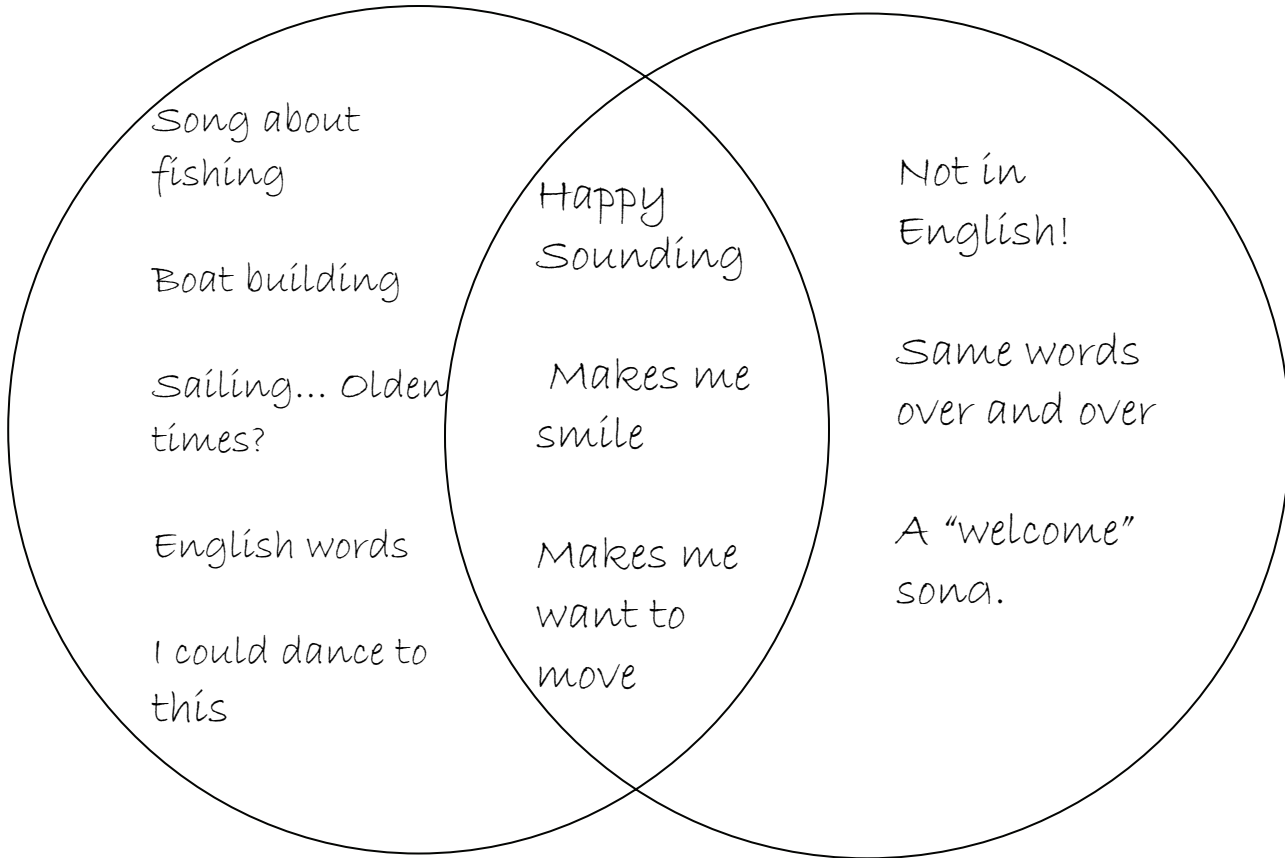 Song about
fishing
Boat building
Sailing... Olden
times?
English words
I could dance to
this
Happy
Sounding
Makes me
smile
Makes me
want to
move
Not in
English!
Same words
over and over
A “welcome”
song.